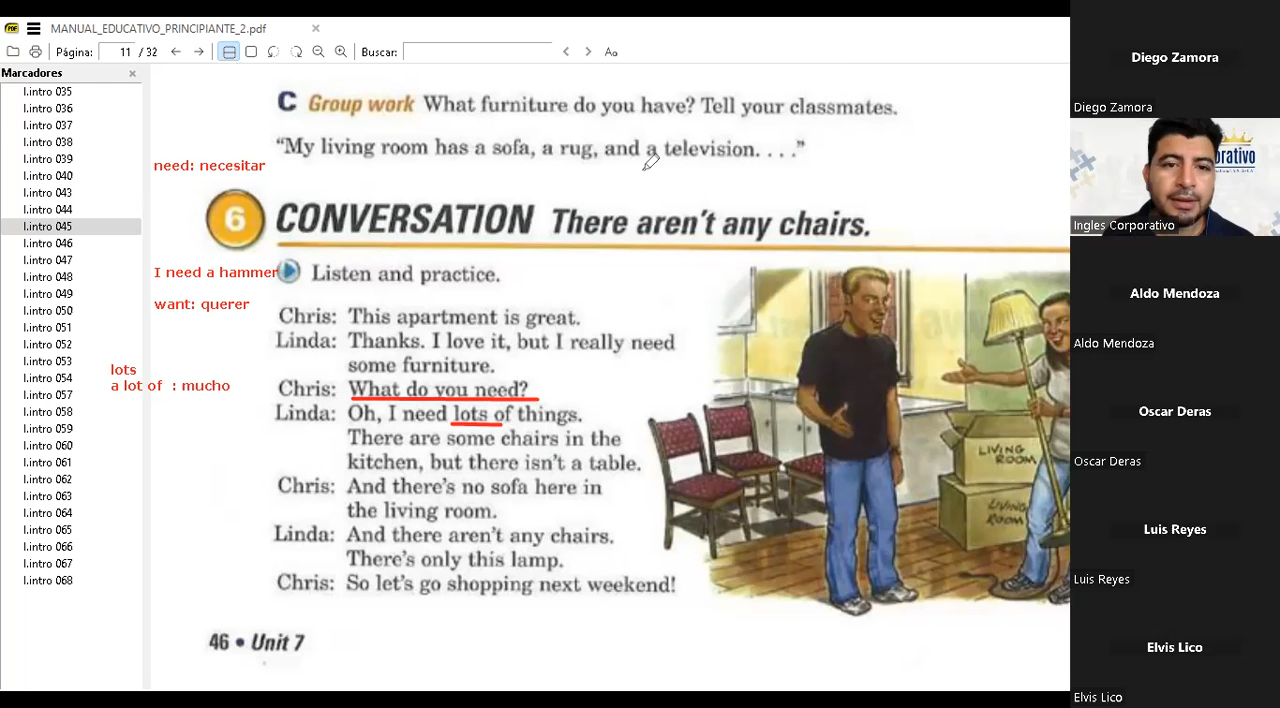 MANUAL_EDUCATIVO_PRINCIPIANTE_2.pdf
Página: 11 / 32
Buscar:
Aa
Marcadores
I.intro 035
I.intro 036
I.intro 037
I.intro 038
I.intro 039
I.intro 040
I.intro 043
I.intro 044
I.intro 045
I.intro 046
I.intro 047
I.intro 048
I.intro 049
I.intro 050
I.intro 051
I.intro 052
I.intro 053
I.intro 054
I.intro 057
I.intro 058
I.intro 059
I.intro 060
I.intro 061
I.intro 062
I.intro 063
I.intro 064
I.intro 065
I.intro 066
I.intro 067
I.intro 068
C Group work What furniture do you have? Tell your classmates.
“My living room has a sofa, a rug, and a television. . . .”
need: necesitar
6 CONVERSATION There aren't any chairs.
I need a hammer
Listen and practice.
want: querer
Chris: This apartment is great.
Linda: Thanks. I love it, but I really need
some furniture.
lots
a lot of : mucho
Chris: What do you need?
Linda: Oh, I need lots of things.
There are some chairs in the
kitchen, but there isn't a table.
Chris: And there's no sofa here in
the living room.
Linda: And there aren't any chairs.
There's only this lamp.
Chris: So let's go shopping next weekend!
LIVING
ROOM
LIVING
ROOM
46 • Unit 7
Diego Zamora
Diego Zamora
orativo
Ingles Corporativo
Aldo Mendoza
Aldo Mendoza
Oscar Deras
Oscar Deras
Luis Reyes
Luis Reyes
Elvis Lico
Elvis Lico